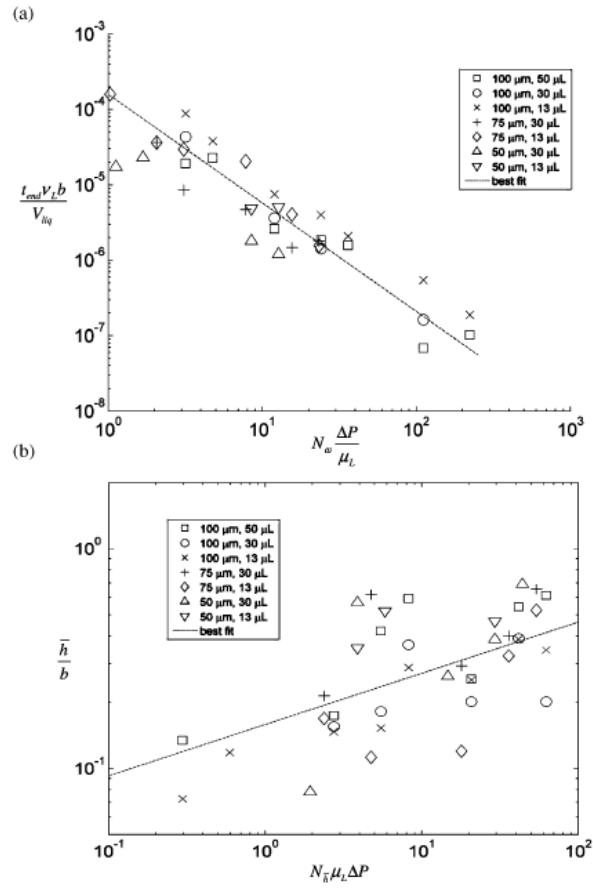 (a)
10^-3
10^-4
10^-5
10^-6
10^-7
10^-8
t_end ν_L b
V_liq
100 μm, 50 μL
100 μm, 30 μL
100 μm, 13 μL
75 μm, 30 μL
75 μm, 13 μL
50 μm, 30 μL
50 μm, 13 μL
best fit
10^0 10^1 10^2 10^3
N_ω ΔP
μ_L
(b)
10^0
10^-1
h̄
b
100 μm, 50 μL
100 μm, 30 μL
100 μm, 13 μL
75 μm, 30 μL
75 μm, 13 μL
50 μm, 30 μL
50 μm, 13 μL
best fit
10^-1 10^0 10^1 10^2
N_h̄ μ_L ΔP